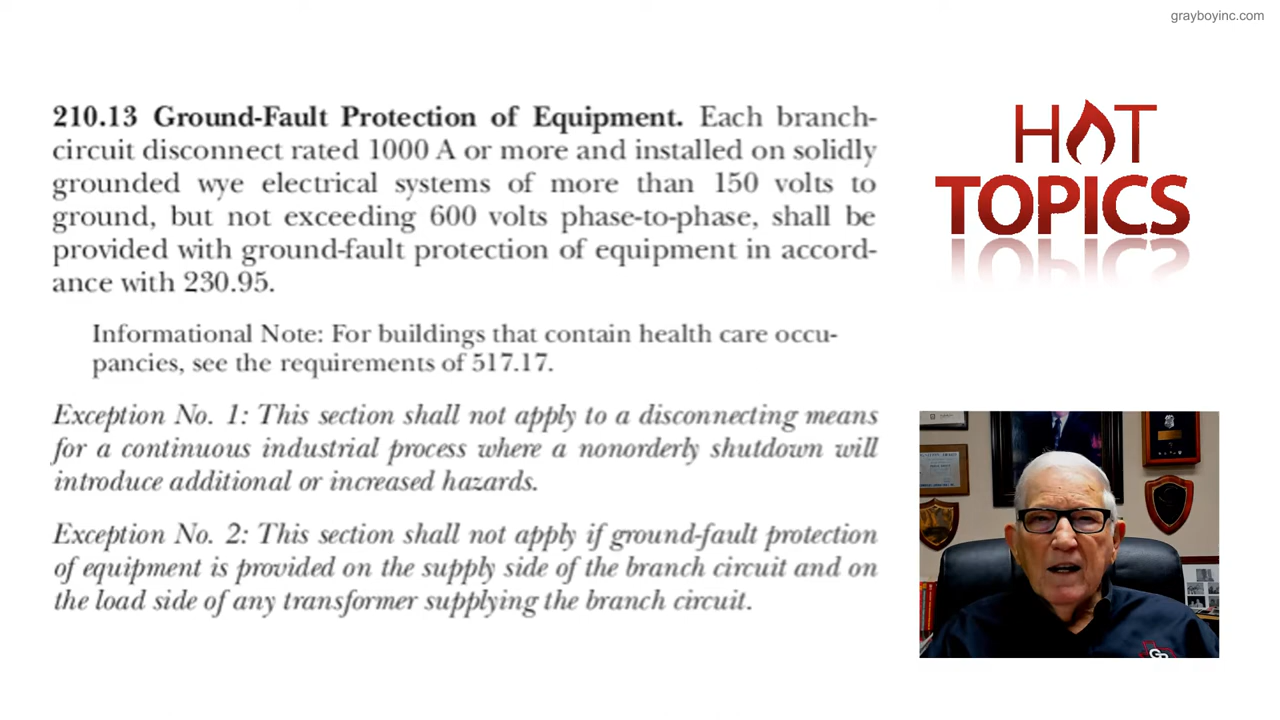 grayboyinc.com
210.13 Ground-Fault Protection of Equipment. Each branch-
circuit disconnect rated 1000 A or more and installed on solidly
grounded wye electrical systems of more than 150 volts to
ground, but not exceeding 600 volts phase-to-phase, shall be
provided with ground-fault protection of equipment in accord-
ance with 230.95.
Informational Note: For buildings that contain health care occu-
pancies, see the requirements of 517.17.
Exception No. 1: This section shall not apply to a disconnecting means
for a continuous industrial process where a nonorderly shutdown will
introduce additional or increased hazards.
Exception No. 2: This section shall not apply if ground-fault protection
of equipment is provided on the supply side of the branch circuit and on
the load side of any transformer supplying the branch circuit.
HOT
TOPICS